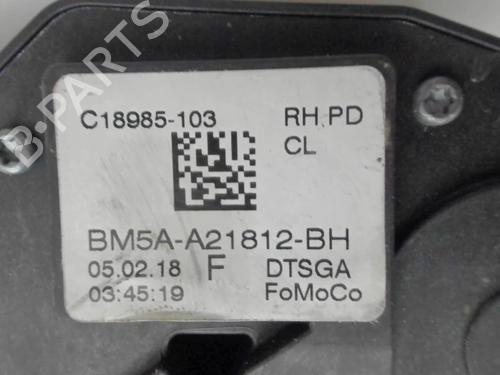 C18985-103 RH PD
CL
BM5A-A21812-BH
05.02.18 F DTSGA
03:45:19 FoMoCo
B-PARTS